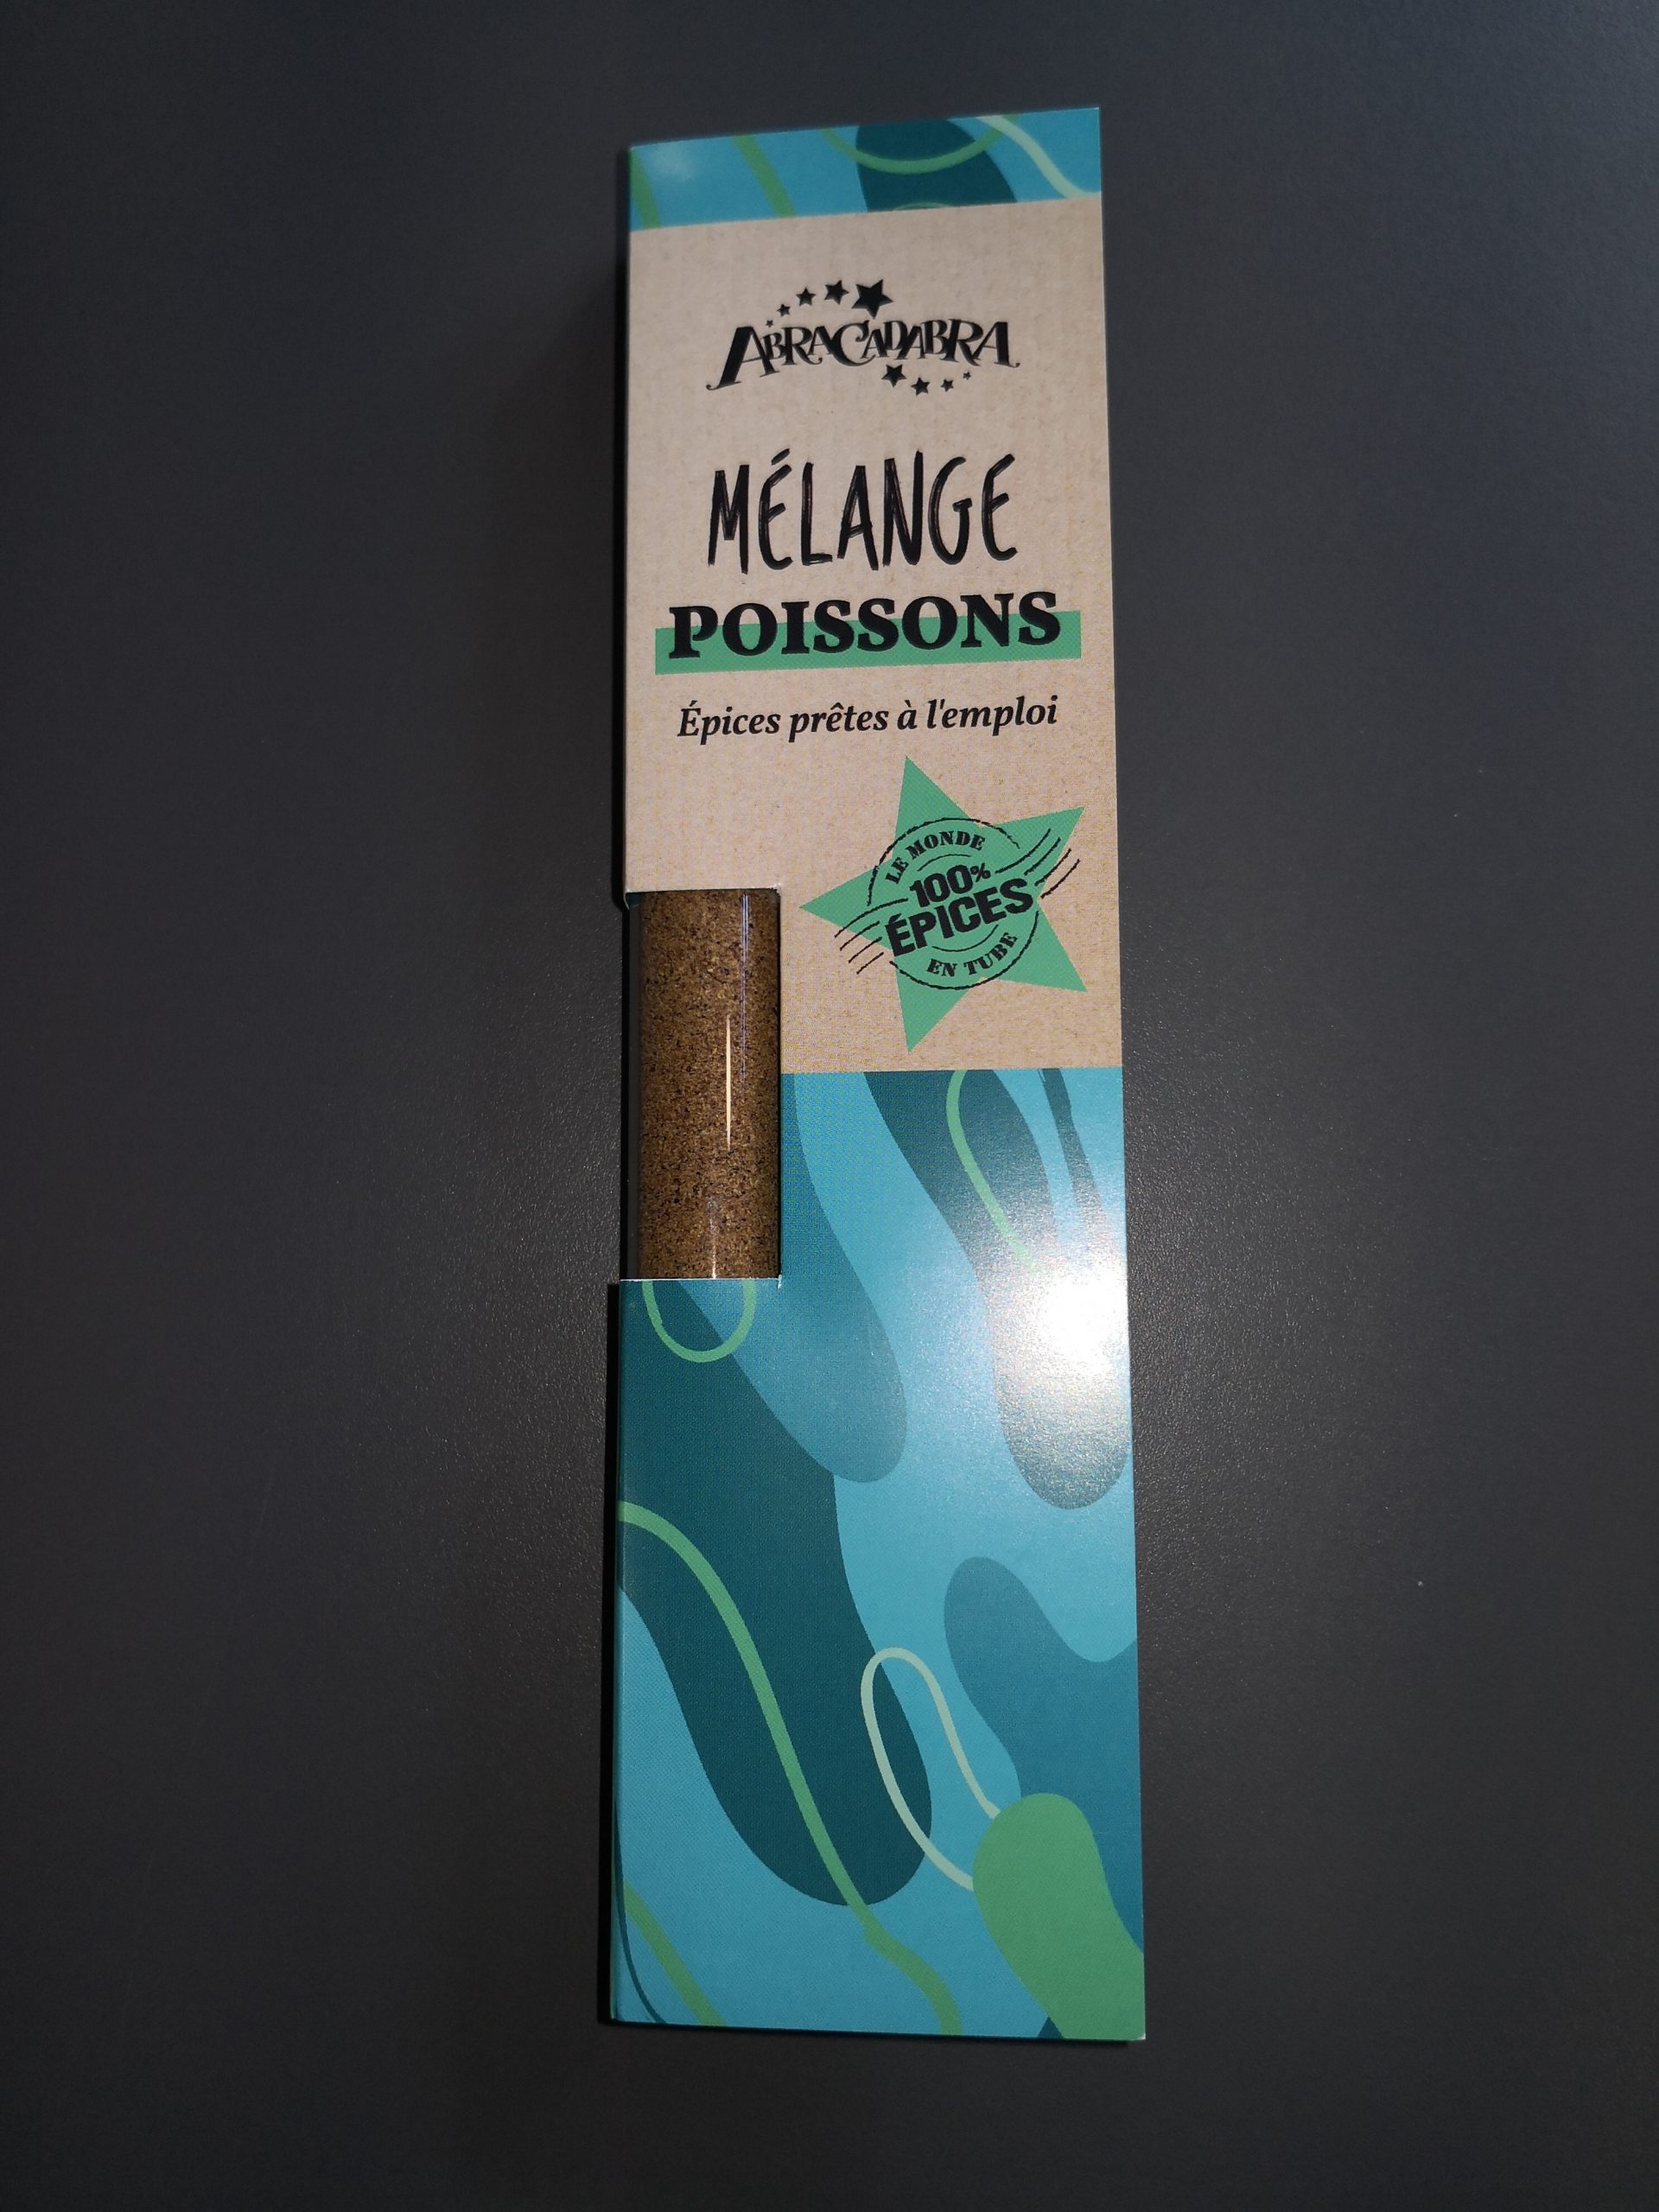 ABRACADABRA
MÉLANGE
POISSONS
Épices prêtes à l'emploi
LE MONDE
100%
ÉPICES
EN TUBE